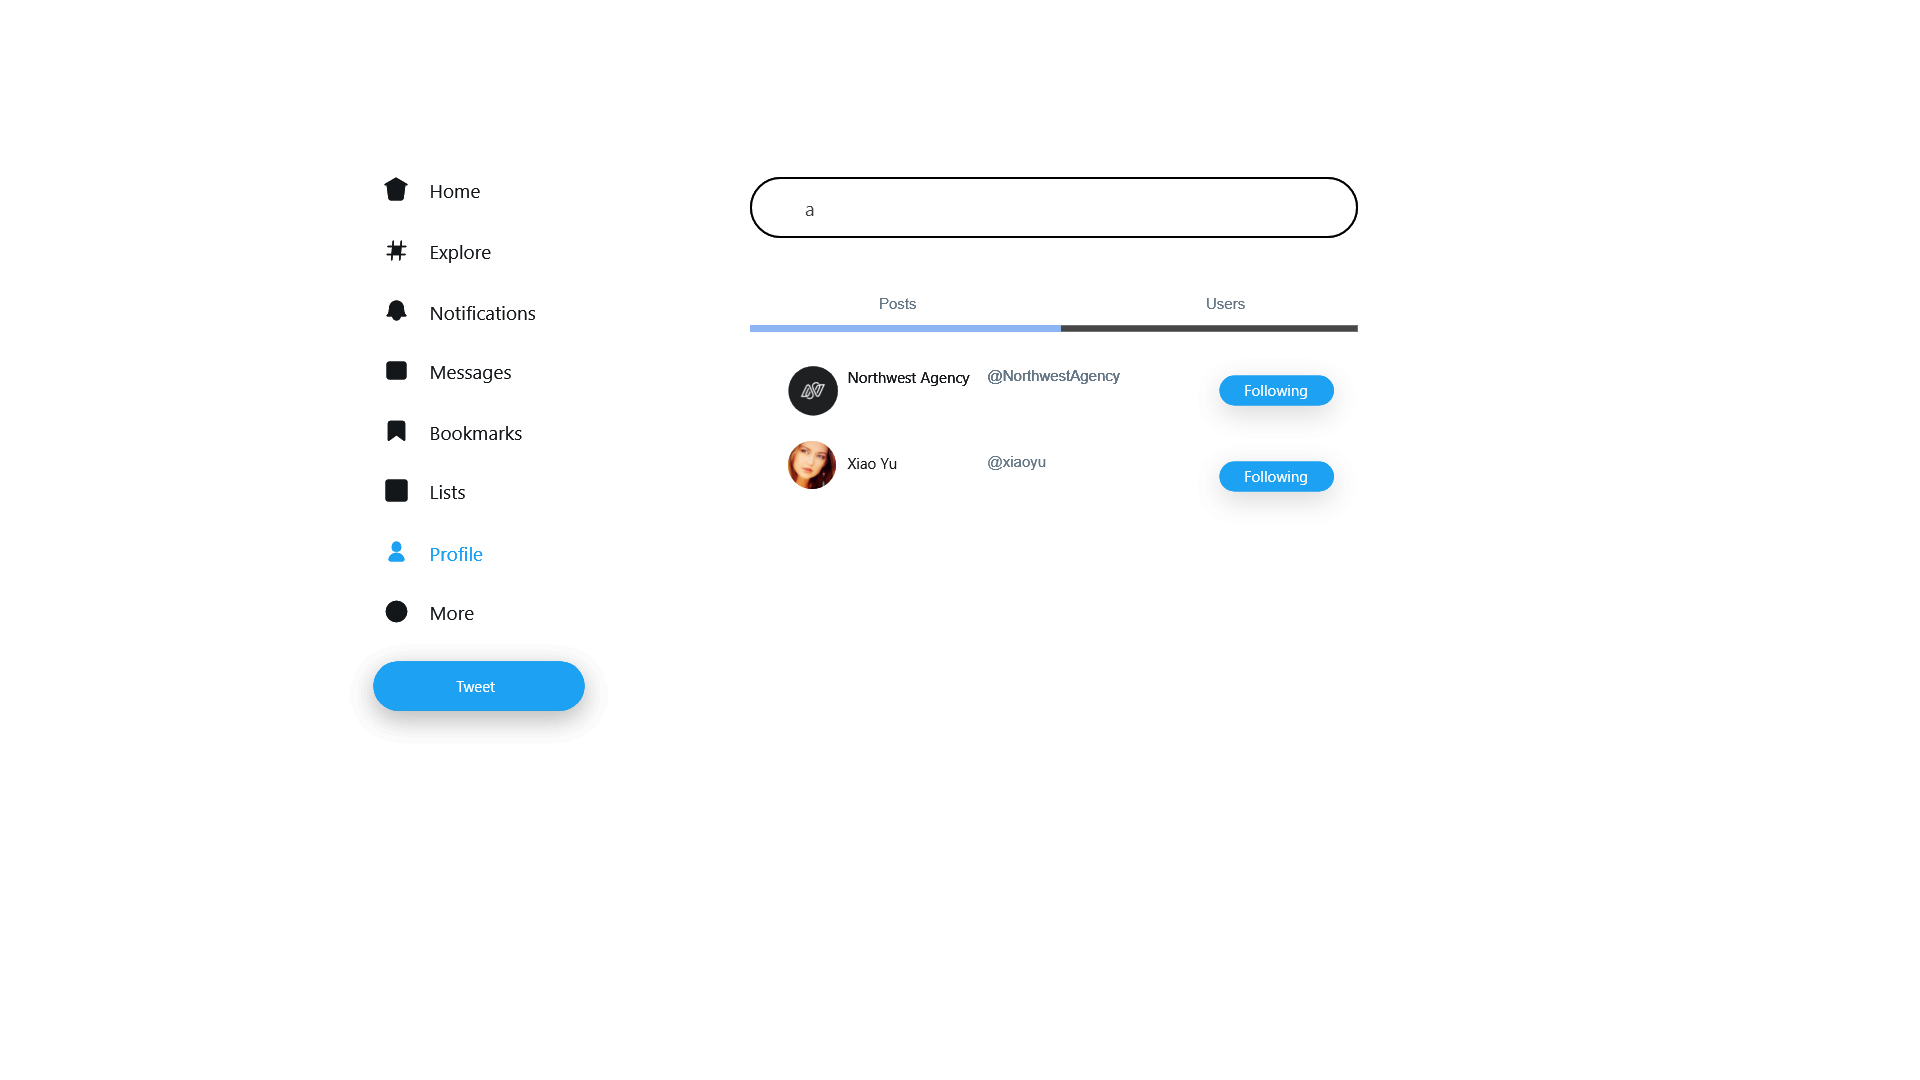 Home
Explore
Notifications
Messages
Bookmarks
Lists
Profile
More
Tweet
a
Posts Users
Northwest Agency @NorthwestAgency Following
Xiao Yu @xiaoyu Following